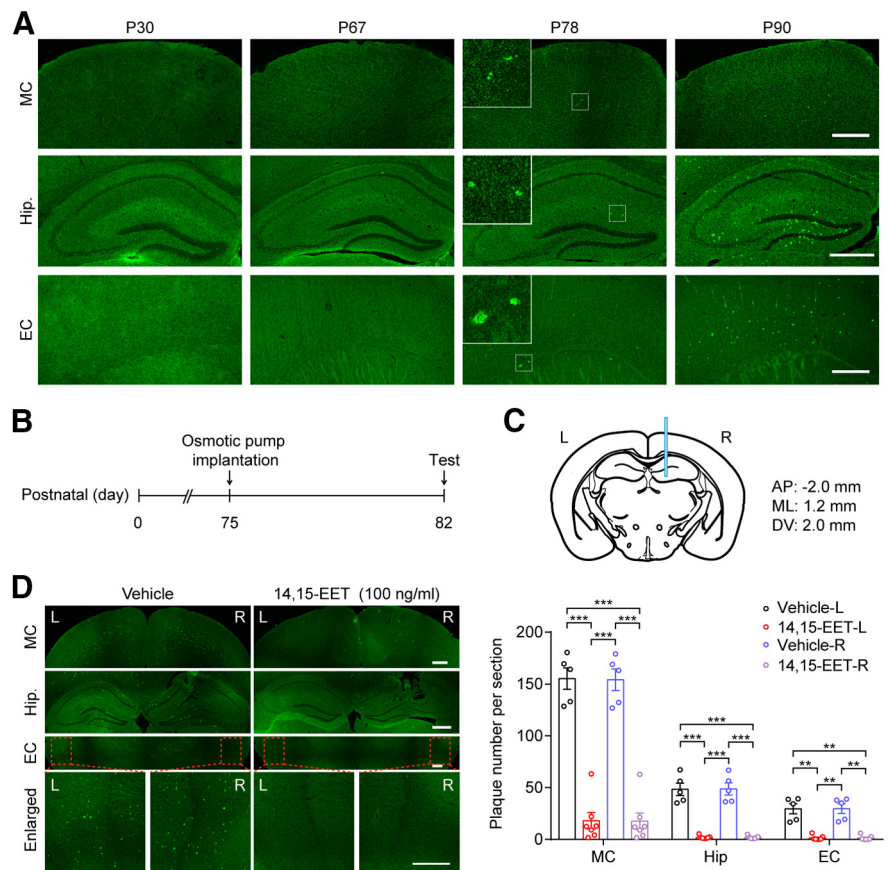 A
P30 P67 P78 P90
MC
Hip.
EC
B
Osmotic pump
implantation
Test
Postnatal (day)
0 75 82
C
L R
AP: -2.0 mm
ML: 1.2 mm
DV: 2.0 mm
D
Vehicle 14,15-EET (100 ng/ml)
L R L R
MC
Hip.
EC
Enlarged
L R L R
Plaque number per section
200
150
100
50
0
Vehicle-L
14,15-EET-L
Vehicle-R
14,15-EET-R
***
*** ***
***
***
*** ***
***
**
** **
**
MC Hip EC